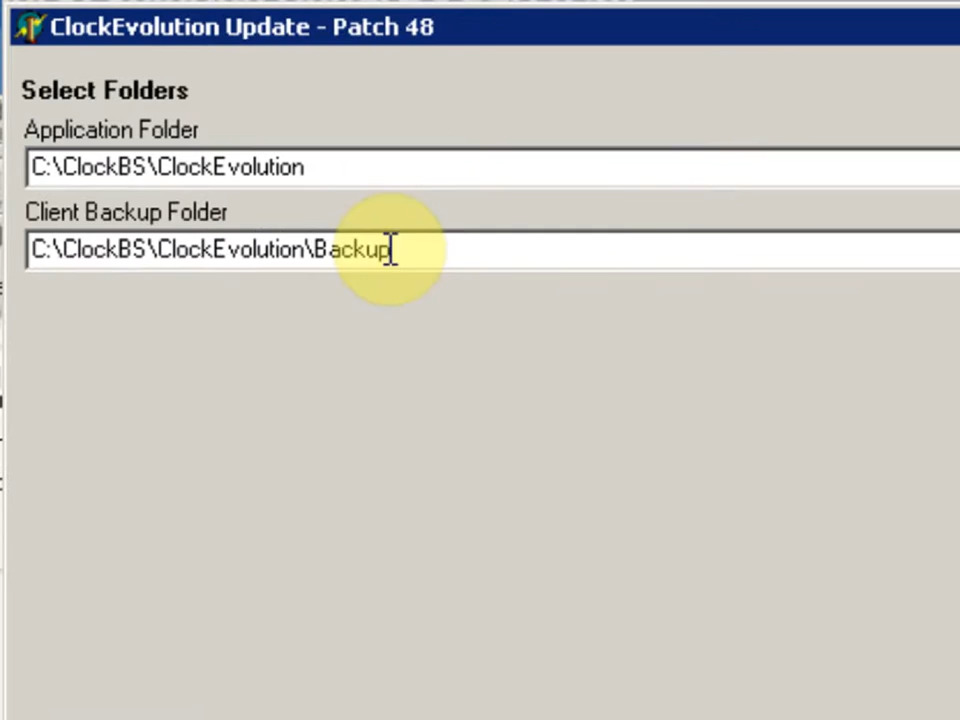 ClockEvolution Update - Patch 48
Select Folders
Application Folder
C:\ClockBS\ClockEvolution
Client Backup Folder
C:\ClockBS\ClockEvolution\Backup